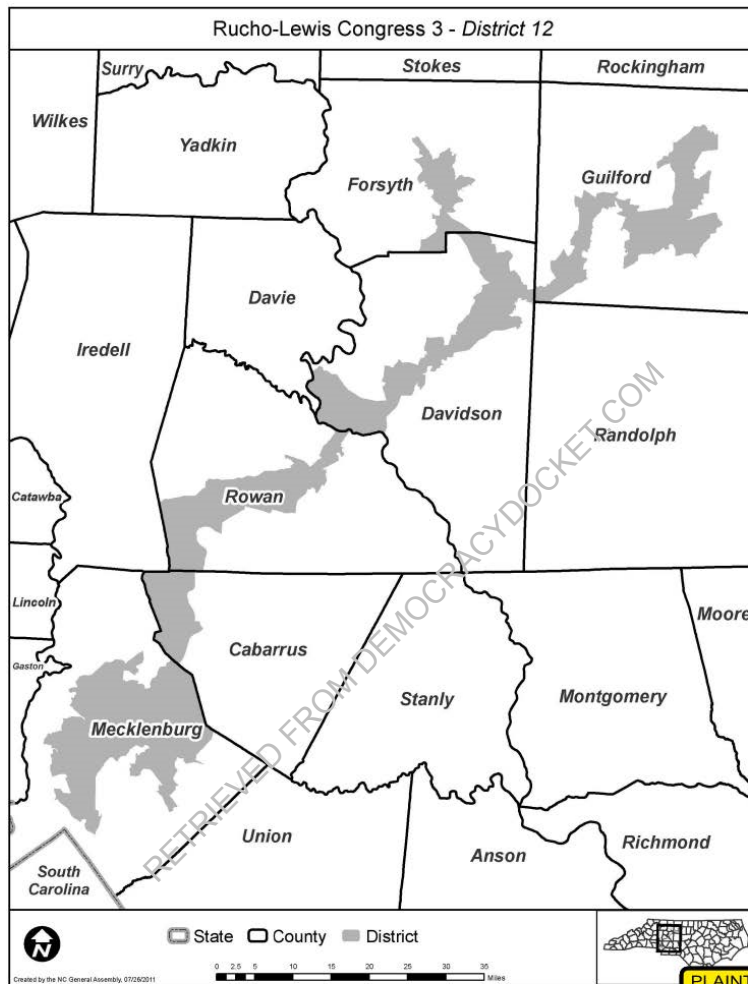 Rucho-Lewis Congress 3 - District 12
Surry
Stokes
Rockingham
Wilkes
Yadkin
Forsyth
Guilford
Davie
Iredell
Davidson
Randolph
Rowan
Catawba
Lincoln
Moore
Gaston
Cabarrus
Stanly
Montgomery
Mecklenburg
Union
Anson
Richmond
South
Carolina
RETRIEVED FROM DEMOCRACYDOCKET.COM
N
State County District
0 2.5 5 10 15 20 25 30 35
Miles
Created by the NC General Assembly, 07/26/2011
PLAINT